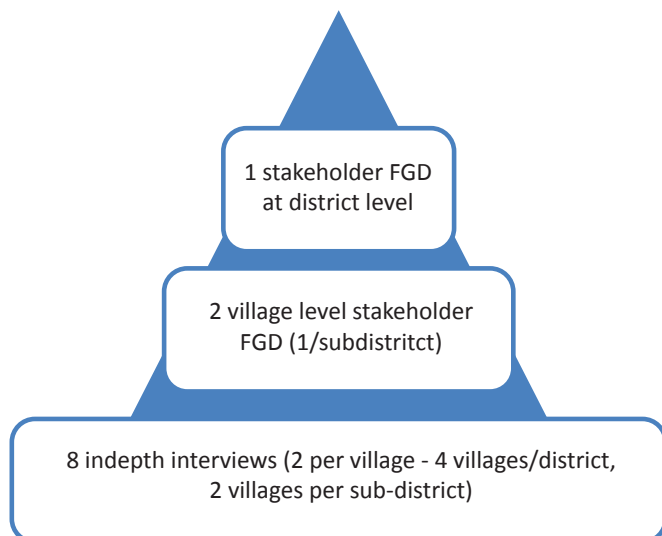 1 stakeholder FGD
at district level
2 village level stakeholder
FGD (1/subdistritct)
8 indepth interviews (2 per village - 4 villages/district,
2 villages per sub-district)